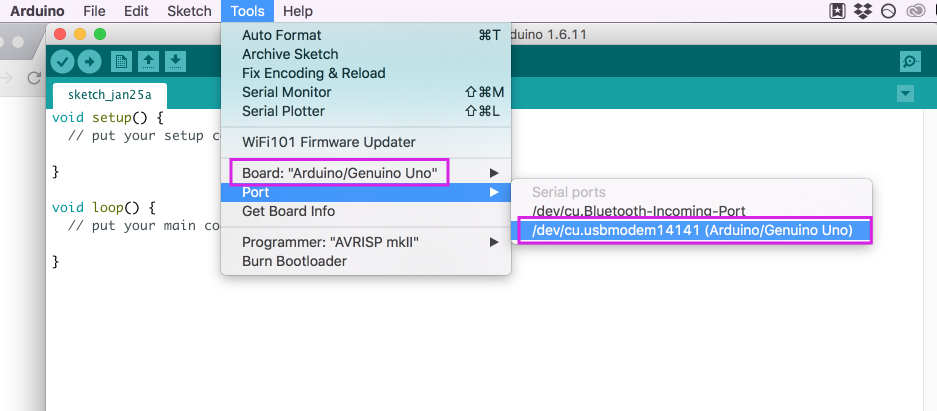 Arduino File Edit Sketch Tools Help
Auto Format ⌘T
Archive Sketch
Fix Encoding & Reload
Serial Monitor ⇧⌘M
Serial Plotter ⇧⌘L
WiFi101 Firmware Updater
Board: "Arduino/Genuino Uno"
Port
Get Board Info
Programmer: "AVRISP mkII"
Burn Bootloader
Serial ports
/dev/cu.Bluetooth-Incoming-Port
/dev/cu.usbmodem14141 (Arduino/Genuino Uno)
duino 1.6.11
sketch_jan25a
void setup() {
// put your setup c
}
void loop() {
// put your main co
}